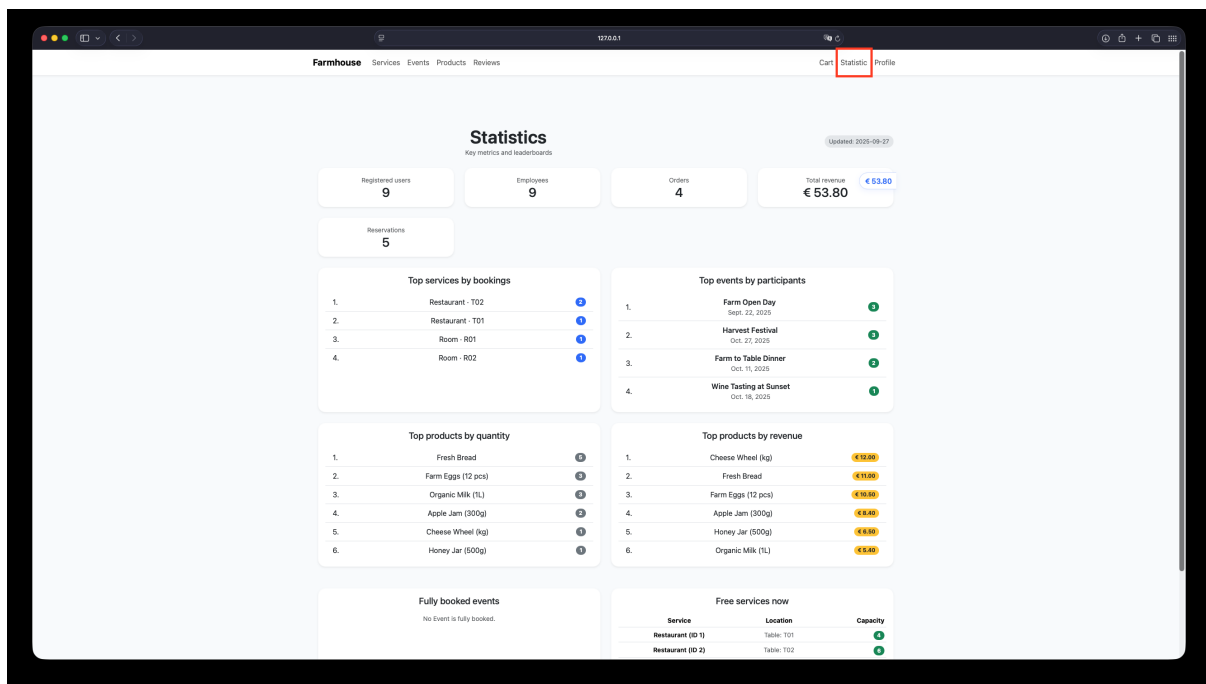 127.0.0.1
Farmhouse Services Events Products Reviews Cart Statistic Profile
Statistics
Key metrics and leaderboards
Updated: 2025-09-27
Registered users
9
Employees
9
Orders
4
Total revenue
€ 53.80
€ 53.80
Reservations
5
Top services by bookings
1. Restaurant · T02 2
2. Restaurant · T01 1
3. Room · R01 1
4. Room · R02 1
Top events by participants
1. Farm Open Day 3
Sept. 22, 2025
2. Harvest Festival 3
Oct. 27, 2025
3. Farm to Table Dinner 2
Oct. 11, 2025
4. Wine Tasting at Sunset 1
Oct. 18, 2025
Top products by quantity
1. Fresh Bread 5
2. Farm Eggs (12 pcs) 3
3. Organic Milk (1L) 3
4. Apple Jam (300g) 2
5. Cheese Wheel (kg) 1
6. Honey Jar (500g) 1
Top products by revenue
1. Cheese Wheel (kg) € 12.00
2. Fresh Bread € 11.00
3. Farm Eggs (12 pcs) € 10.50
4. Apple Jam (300g) € 8.40
5. Honey Jar (500g) € 6.50
6. Organic Milk (1L) € 5.40
Fully booked events
No Event is fully booked.
Free services now
Service Location Capacity
Restaurant (ID 1) Table: T01 4
Restaurant (ID 2) Table: T02 6